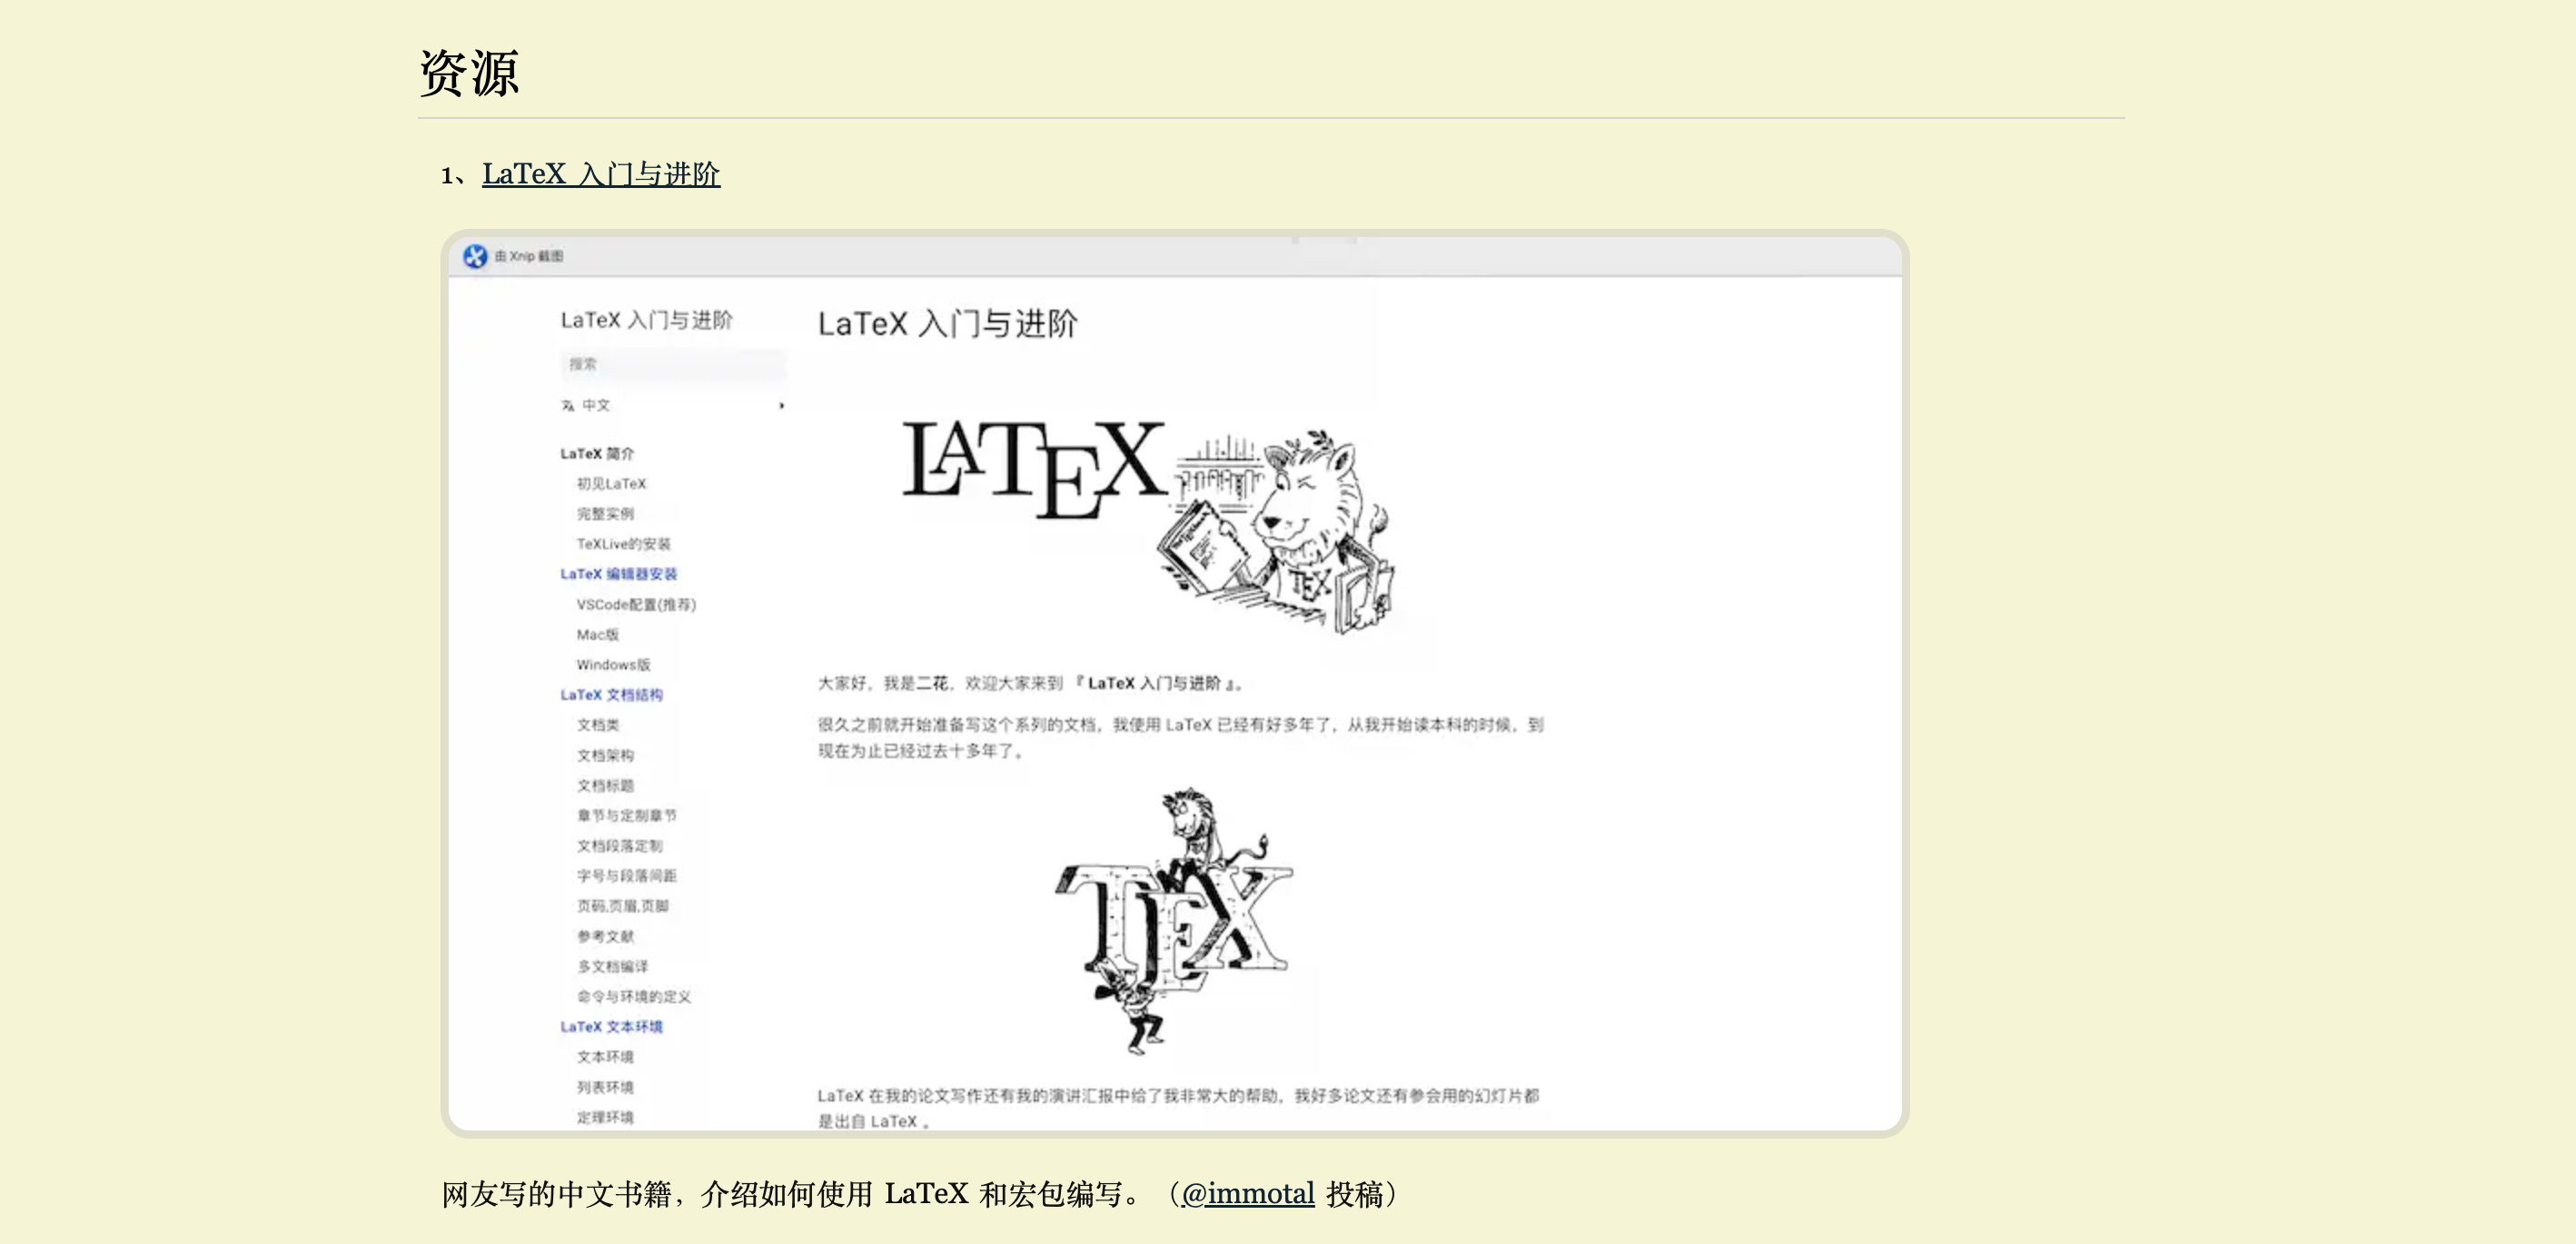 资源
1、LaTeX 入门与进阶
由 Xnip 截图
LaTeX 入门与进阶
搜索
中文
LaTeX 简介
初见LaTeX
完整实例
TeXLive的安装
LaTeX 编辑器安装
VSCode配置(推荐)
Mac版
Windows版
LaTeX 文档结构
文档类
文档架构
文档标题
章节与定制章节
文档段落定制
字号与段落间距
页码,页眉,页脚
参考文献
多文档编译
命令与环境的定义
LaTeX 文本环境
文本环境
列表环境
定理环境
LaTeX 入门与进阶
LATEX
TEX
大家好，我是二花，欢迎大家来到 『 LaTeX 入门与进阶 』。
很久之前就开始准备写这个系列的文档，我使用 LaTeX 已经有好多年了，从我开始读本科的时候，到
现在为止已经过去十多年了。
TEX
LaTeX 在我的论文写作还有我的演讲汇报中给了我非常大的帮助，我好多论文还有参会用的幻灯片都
是出自 LaTeX 。
网友写的中文书籍，介绍如何使用 LaTeX 和宏包编写。（@immotal 投稿）